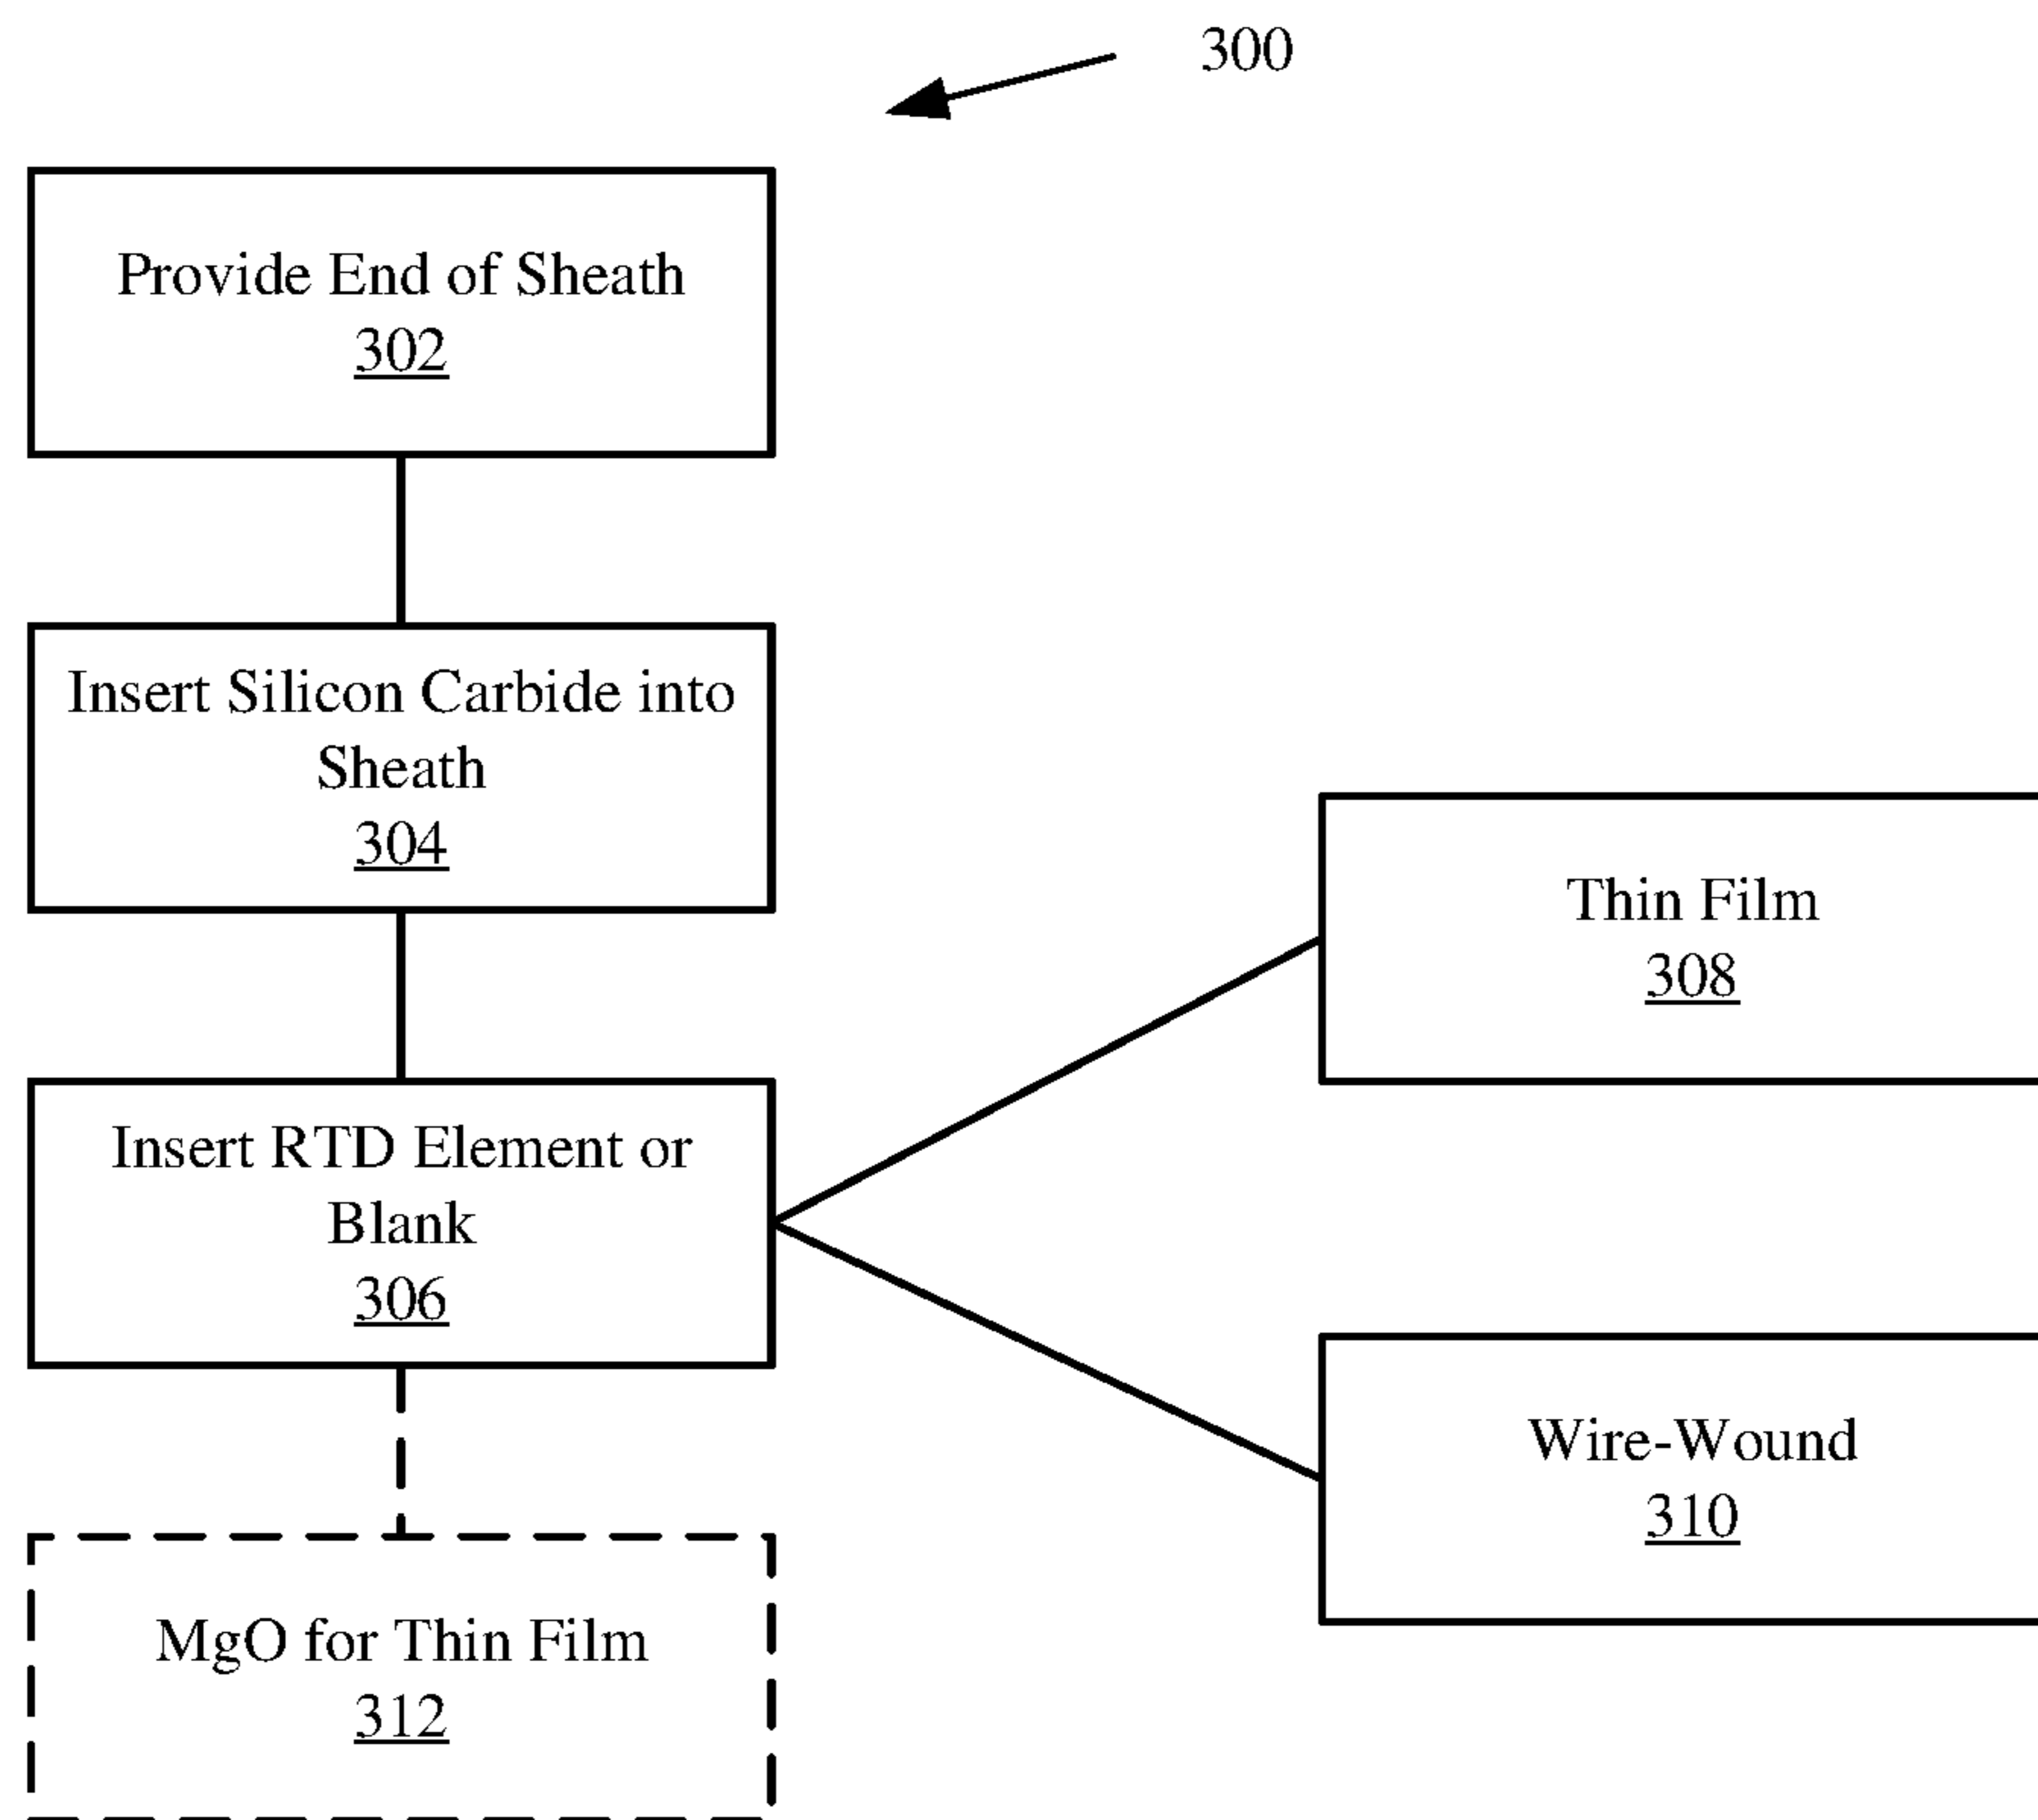 300
Provide End of Sheath
302
Insert Silicon Carbide into
Sheath
304
Insert RTD Element or
Blank
306
Thin Film
308
Wire-Wound
310
MgO for Thin Film
312